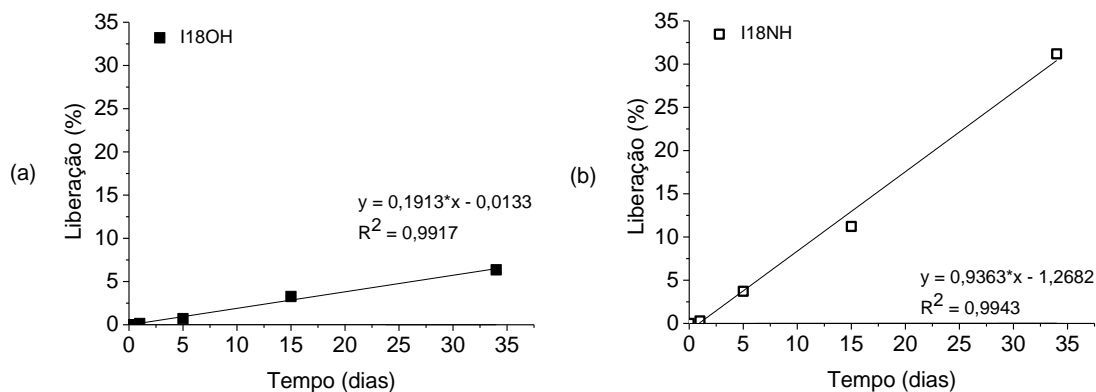 (a)
I18OH
Liberação (%)
35
30
25
20
15
10
5
0
y = 0,1913*x - 0,0133
R² = 0,9917
0 5 10 15 20 25 30 35
Tempo (dias)
(b)
I18NH
Liberação (%)
35
30
25
20
15
10
5
0
y = 0,9363*x - 1,2682
R² = 0,9943
0 5 10 15 20 25 30 35
Tempo (dias)